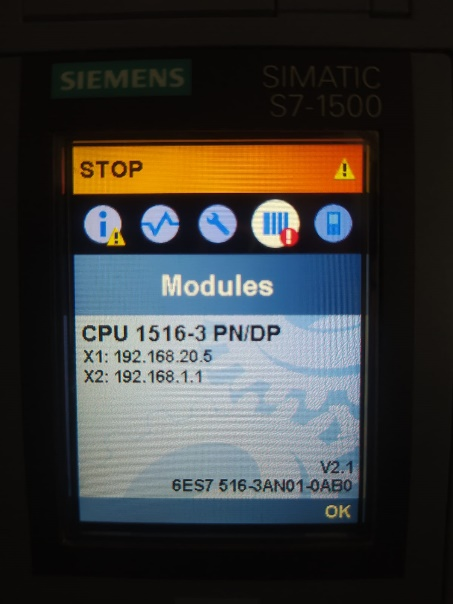 SIEMENS
SIMATIC
S7-1500
STOP
Modules
CPU 1516-3 PN/DP
X1: 192.168.20.5
X2: 192.168.1.1
V2.1
6ES7 516-3AN01-0AB0
OK